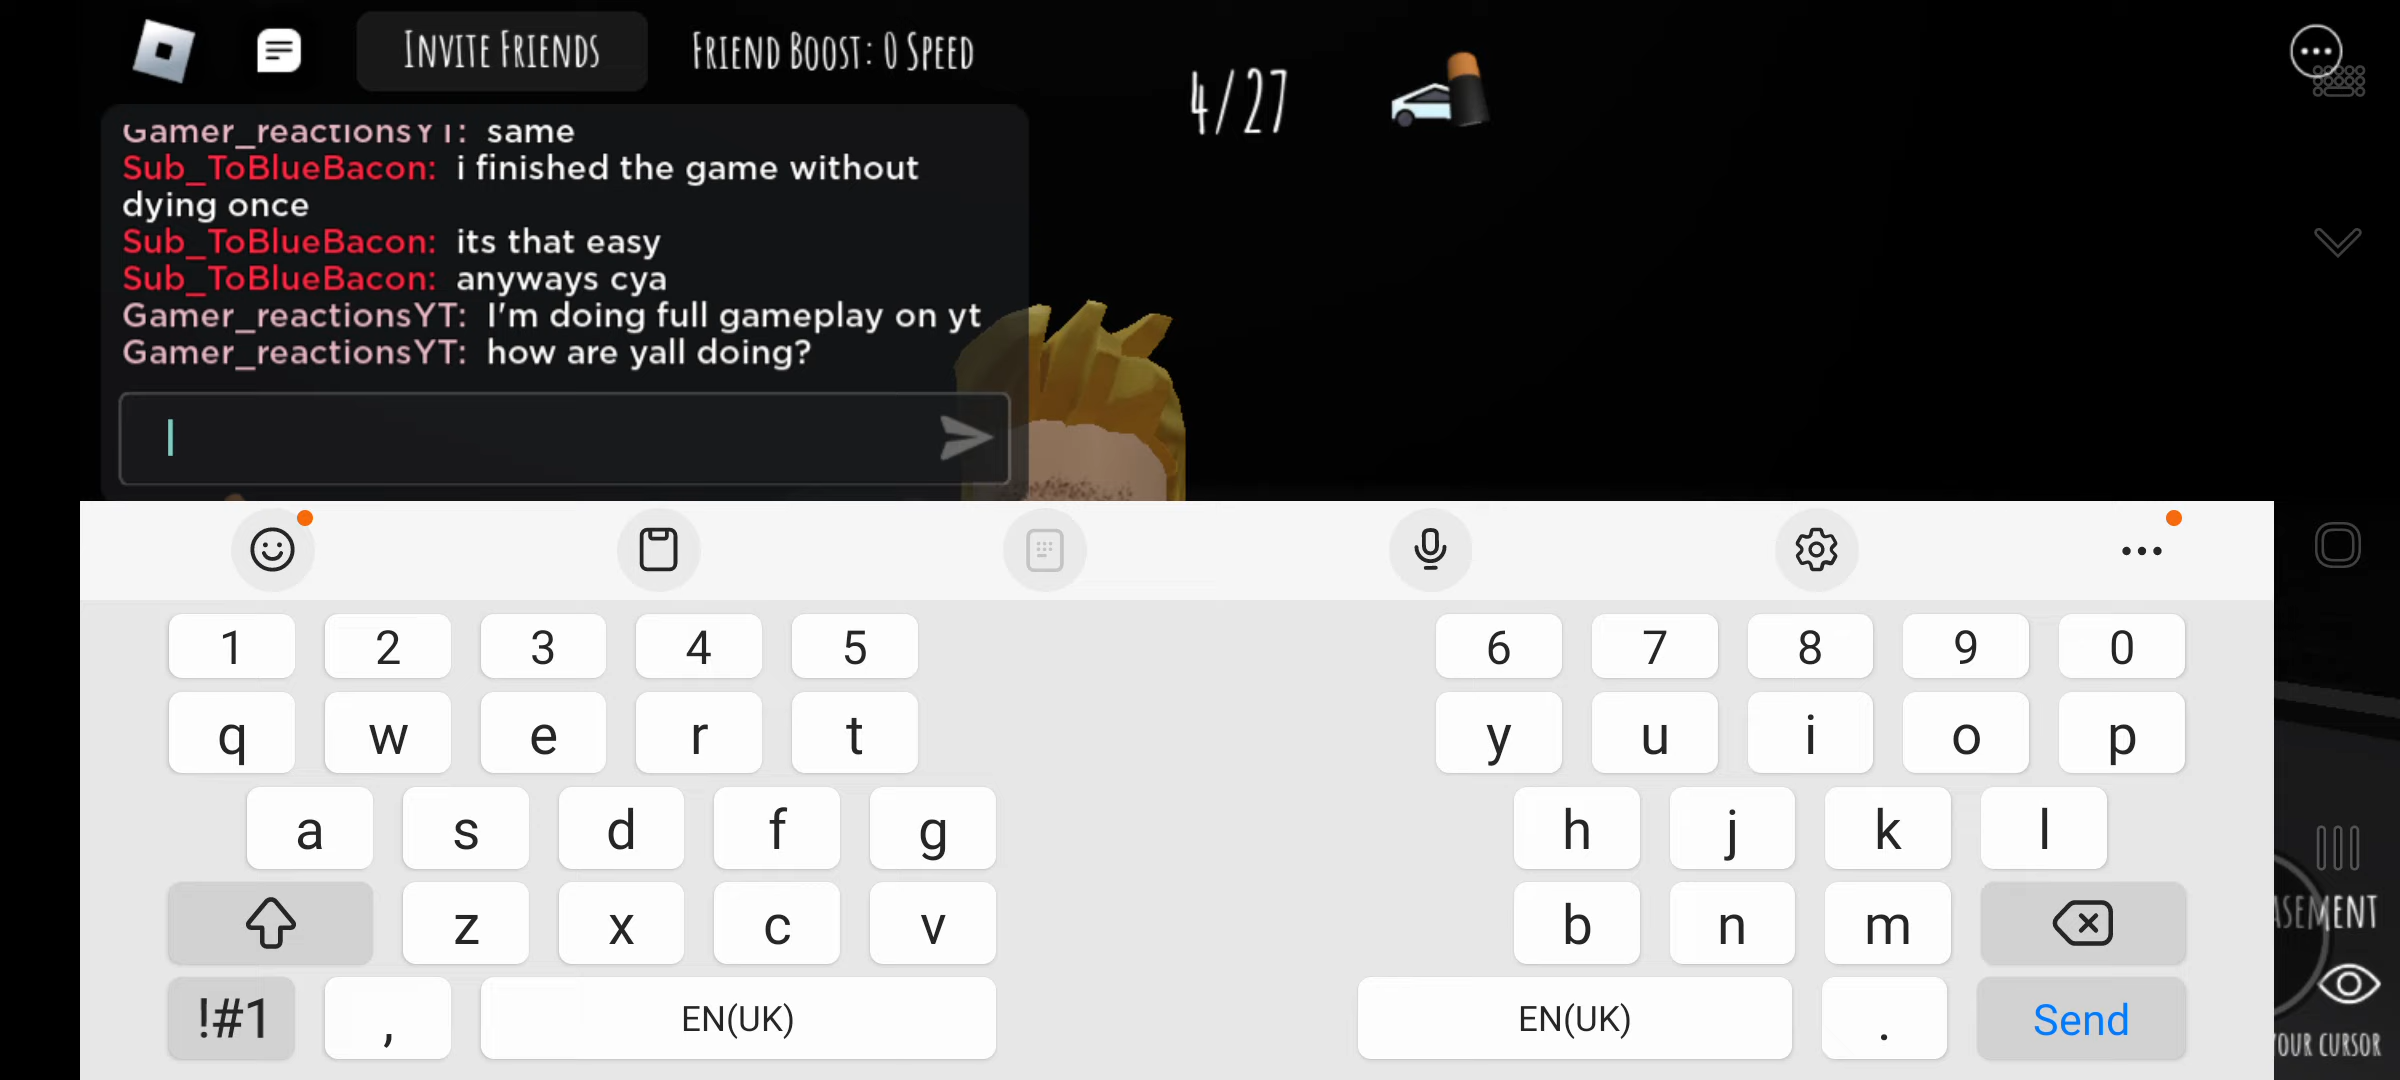 INVITE FRIENDS
FRIEND BOOST: 0 SPEED
4/27
Gamer_reactionsYT: same
Sub_ToBlueBacon: i finished the game without
dying once
Sub_ToBlueBacon: its that easy
Sub_ToBlueBacon: anyways cya
Gamer_reactionsYT: I'm doing full gameplay on yt
Gamer_reactionsYT: how are yall doing?
1 2 3 4 5 6 7 8 9 0
q w e r t y u i o p
a s d f g h j k l
z x c v b n m
!#1 , EN(UK) EN(UK) . Send
YOUR CURSOR